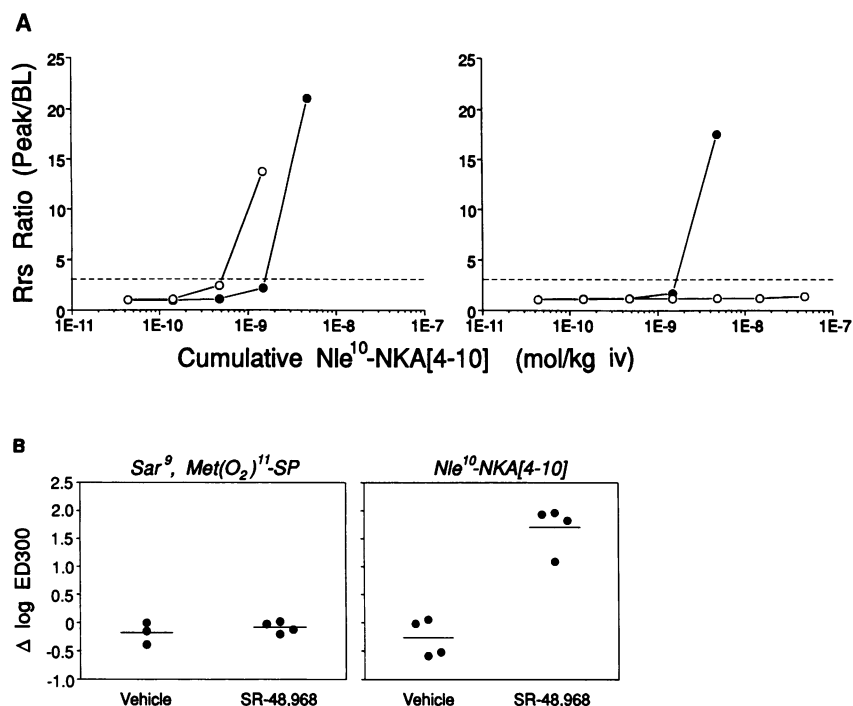 A
Rrs Ratio (Peak/BL)
25
20
15
10
5
0
1E-11 1E-10 1E-9 1E-8 1E-7
25
20
15
10
5
0
1E-11 1E-10 1E-9 1E-8 1E-7
Cumulative Nle¹⁰-NKA[4-10] (mol/kg iv)
B
Sar⁹, Met(O₂)¹¹-SP
Nle¹⁰-NKA[4-10]
Δ log ED300
2.5
2.0
1.5
1.0
0.5
0
-0.5
-1.0
Vehicle SR-48,968 Vehicle SR-48,968